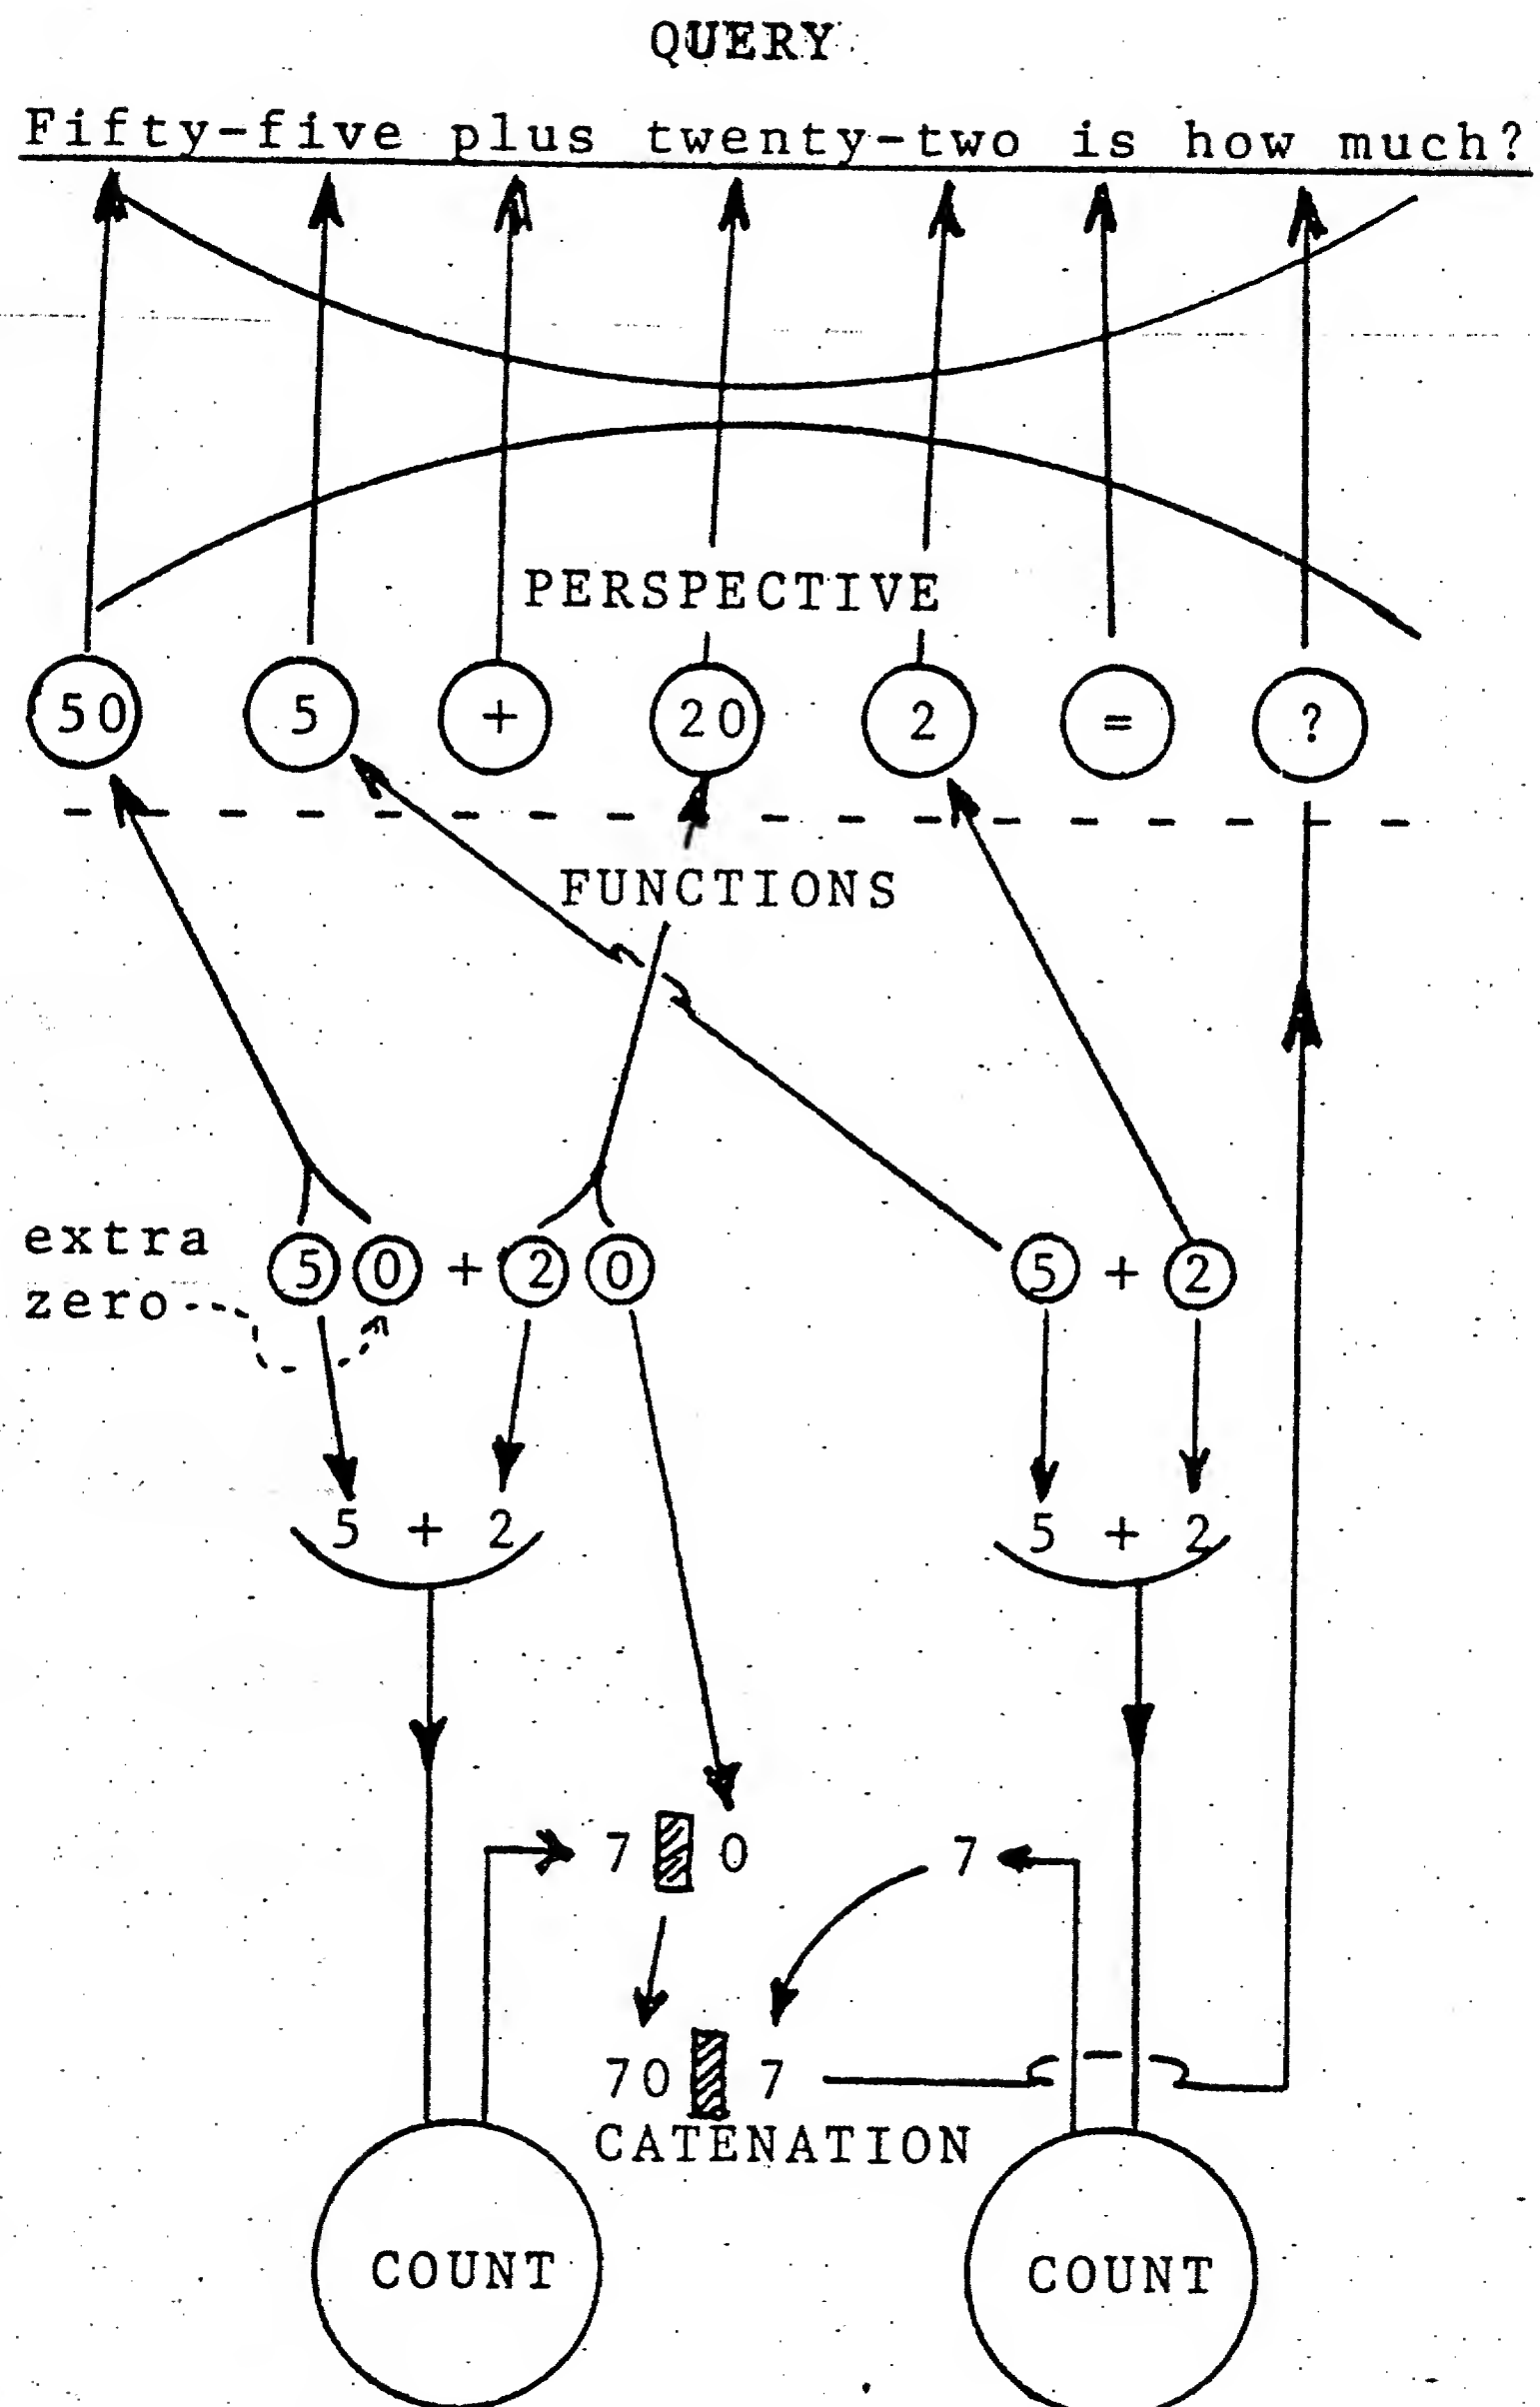 QUERY
Fifty-five plus twenty-two is how much?
PERSPECTIVE
50 5 + 20 2 = ?
FUNCTIONS
extra
zero
5 0 + 2 0 5 + 2
5 + 2 5 + 2
7 0 7
70 7
CATENATION
COUNT COUNT